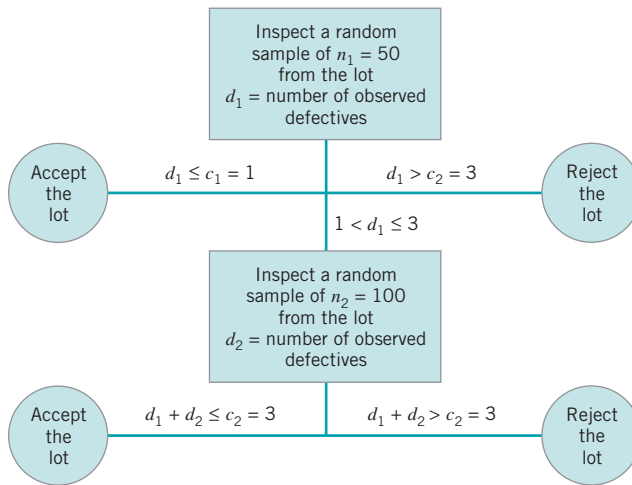 Inspect a random
sample of n₁ = 50
from the lot
d₁ = number of observed
defectives
Accept
the
lot
d₁ ≤ c₁ = 1
d₁ > c₂ = 3
Reject
the
lot
1 < d₁ ≤ 3
Inspect a random
sample of n₂ = 100
from the lot
d₂ = number of observed
defectives
Accept
the
lot
d₁ + d₂ ≤ c₂ = 3
d₁ + d₂ > c₂ = 3
Reject
the
lot